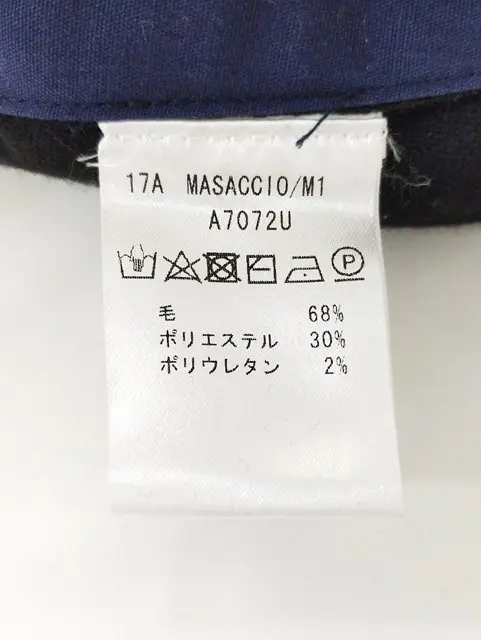 17A MASACCIO/M1
A7072U
P
毛 68%
ポリエステル 30%
ポリウレタン 2%